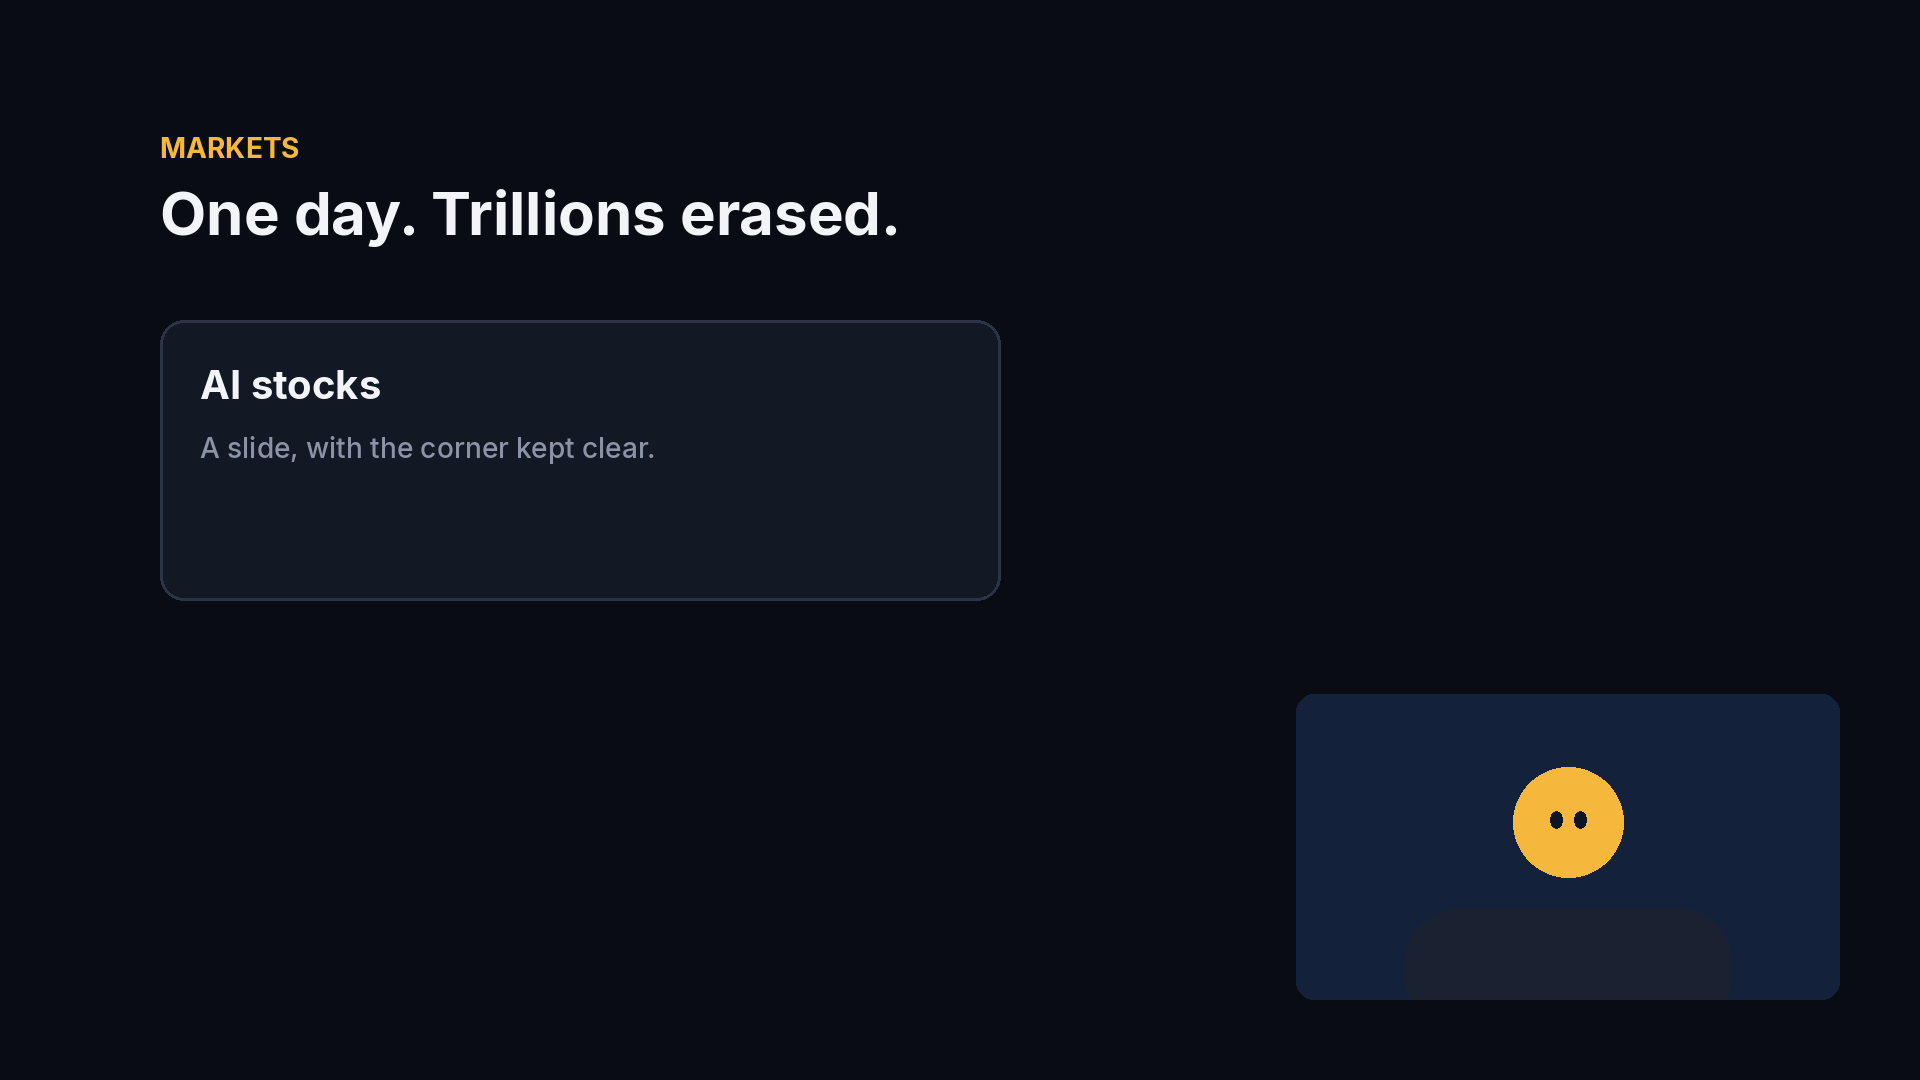 MARKETS
One day. Trillions erased.
AI stocks
A slide, with the corner kept clear.